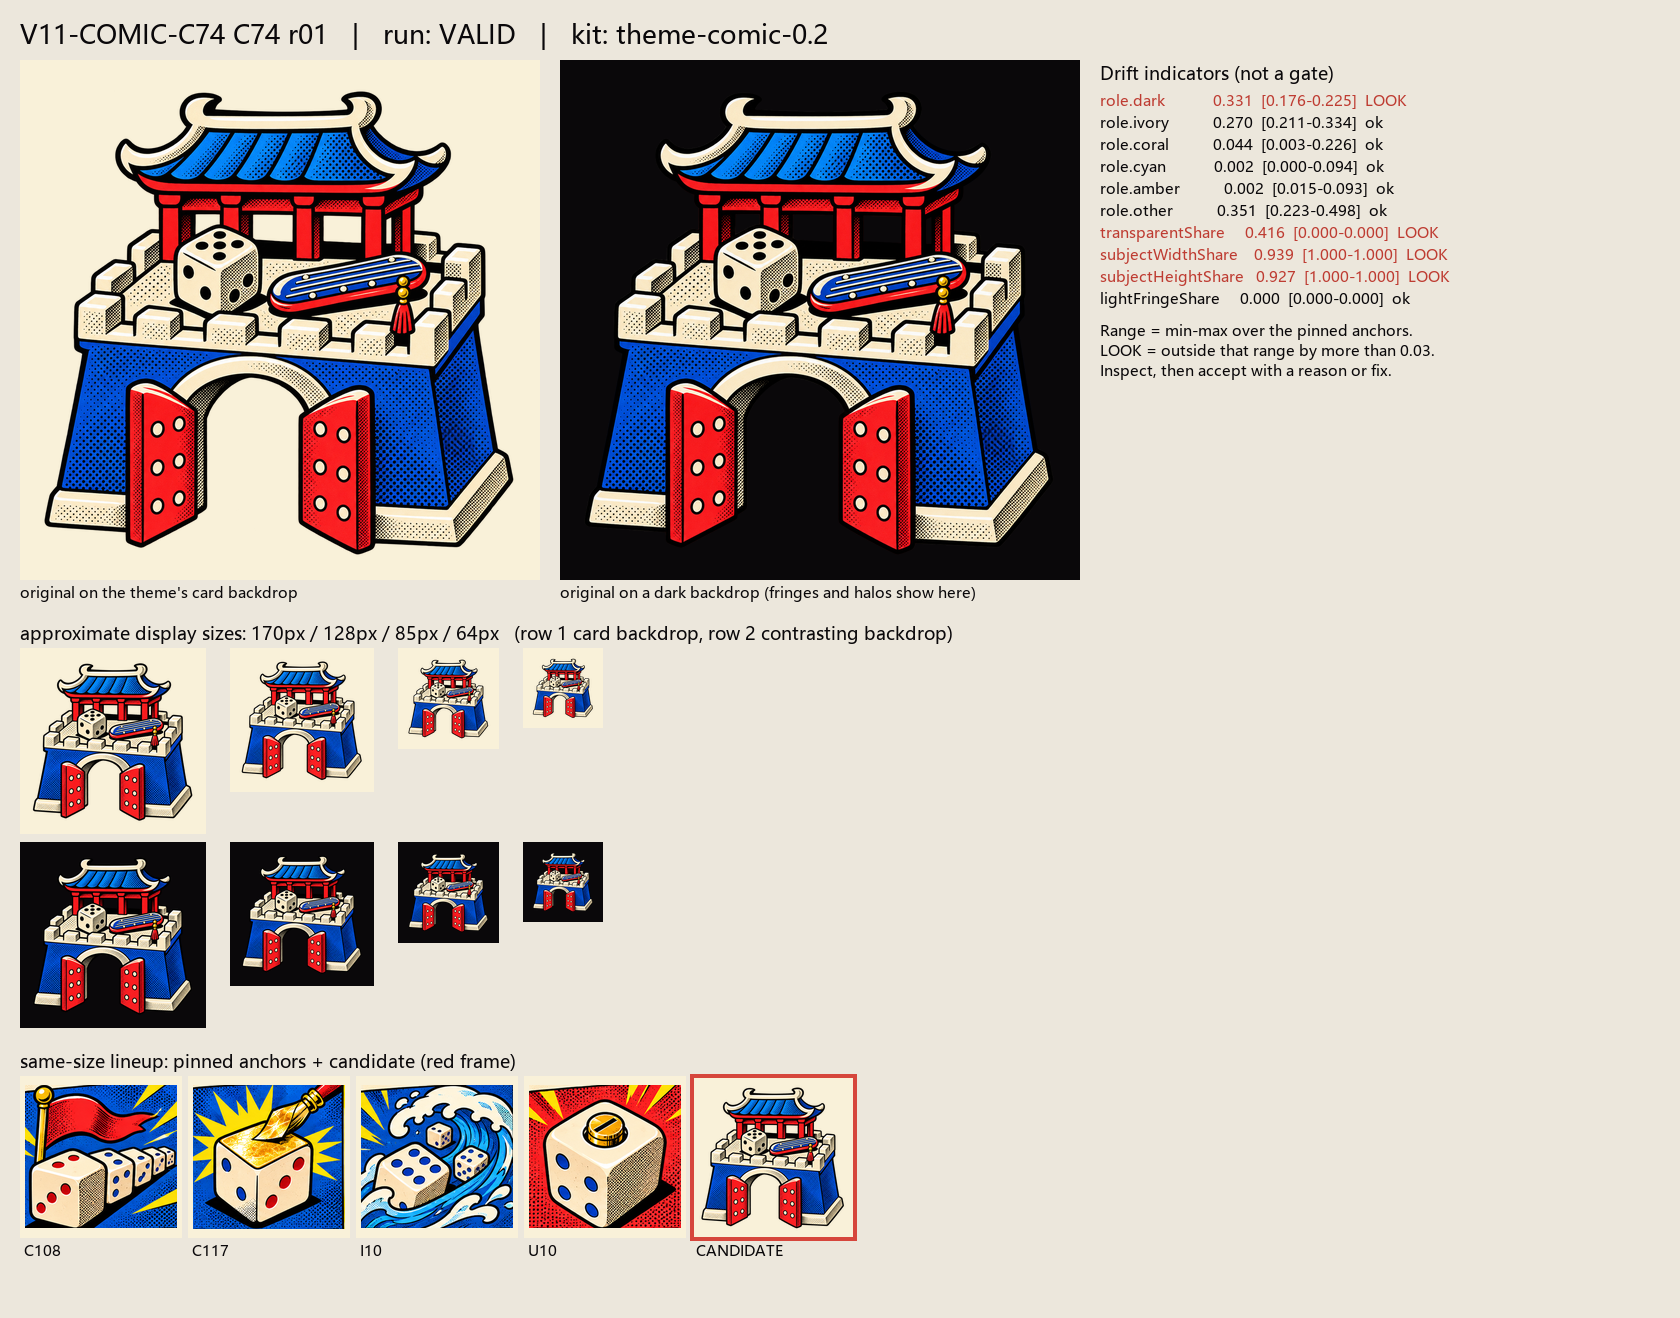 V11-COMIC-C74 C74 r01 | run: VALID | kit: theme-comic-0.2
Drift indicators (not a gate)
role.dark 0.331 [0.176-0.225] LOOK
role.ivory 0.270 [0.211-0.334] ok
role.coral 0.044 [0.003-0.226] ok
role.cyan 0.002 [0.000-0.094] ok
role.amber 0.002 [0.015-0.093] ok
role.other 0.351 [0.223-0.498] ok
transparentShare 0.416 [0.000-0.000] LOOK
subjectWidthShare 0.939 [1.000-1.000] LOOK
subjectHeightShare 0.927 [1.000-1.000] LOOK
lightFringeShare 0.000 [0.000-0.000] ok
Range = min-max over the pinned anchors.
LOOK = outside that range by more than 0.03.
Inspect, then accept with a reason or fix.
original on the theme's card backdrop
original on a dark backdrop (fringes and halos show here)
approximate display sizes: 170px / 128px / 85px / 64px (row 1 card backdrop, row 2 contrasting backdrop)
same-size lineup: pinned anchors + candidate (red frame)
C108
C117
I10
U10
CANDIDATE